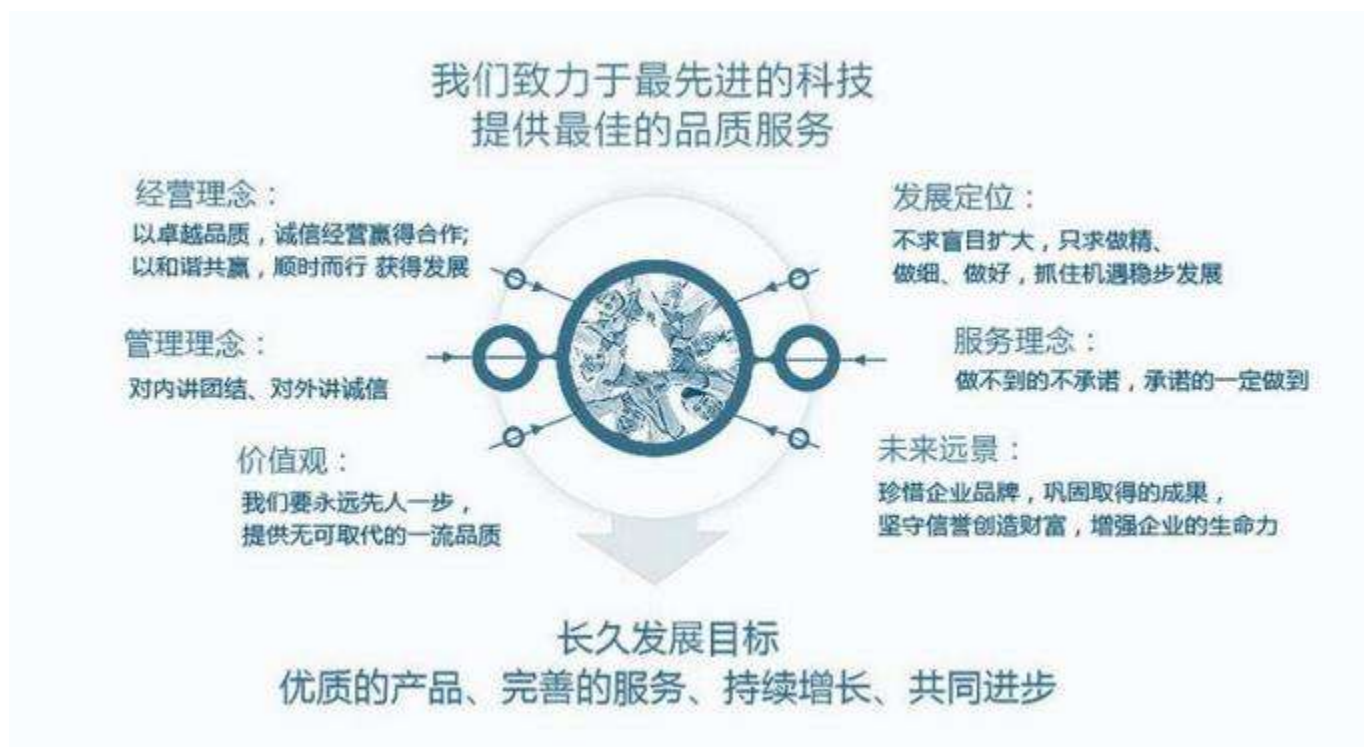 我们致力于最先进的科技
提供最佳的品质服务
经营理念：
以卓越品质，诚信经营赢得合作;
以和谐共赢，顺时而行 获得发展
管理理念：
对内讲团结、对外讲诚信
价值观：
我们要永远先人一步，
提供无可取代的一流品质
发展定位：
不求盲目扩大，只求做精、
做细、做好，抓住机遇稳步发展
服务理念：
做不到的不承诺，承诺的一定做到
未来远景：
珍惜企业品牌，巩固取得的成果，
坚守信誉创造财富，增强企业的生命力
长久发展目标
优质的产品、完善的服务、持续增长、共同进步